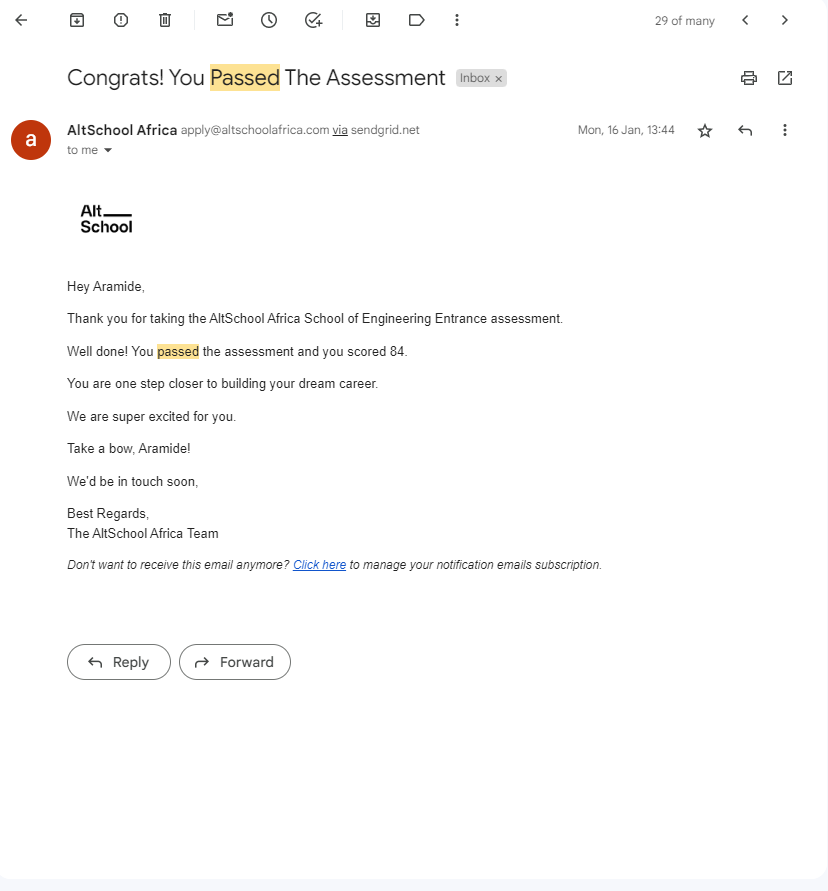 29 of many
Congrats! You Passed The Assessment Inbox ×
a
AltSchool Africa apply@altschoolafrica.com via sendgrid.net Mon, 16 Jan, 13:44
to me
Alt
School
Hey Aramide,
Thank you for taking the AltSchool Africa School of Engineering Entrance assessment.
Well done! You passed the assessment and you scored 84.
You are one step closer to building your dream career.
We are super excited for you.
Take a bow, Aramide!
We'd be in touch soon,
Best Regards,
The AltSchool Africa Team
Don't want to receive this email anymore? Click here to manage your notification emails subscription.
Reply Forward